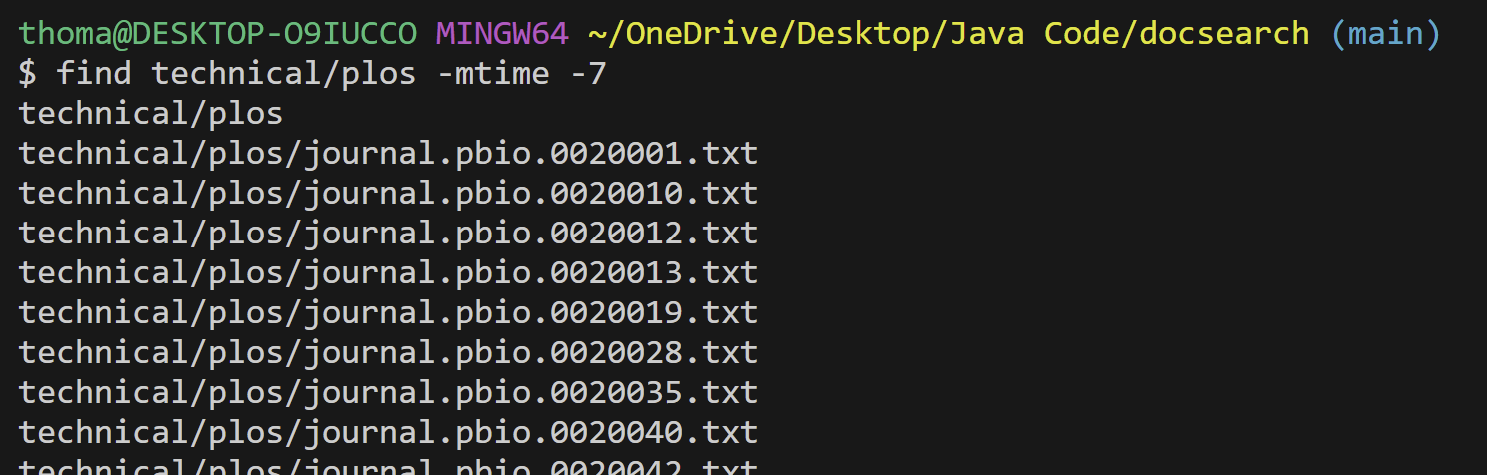 thoma@DESKTOP-O9IUCCO MINGW64 ~/OneDrive/Desktop/Java Code/docsearch (main)
$ find technical/plos -mtime -7
technical/plos
technical/plos/journal.pbio.0020001.txt
technical/plos/journal.pbio.0020010.txt
technical/plos/journal.pbio.0020012.txt
technical/plos/journal.pbio.0020013.txt
technical/plos/journal.pbio.0020019.txt
technical/plos/journal.pbio.0020028.txt
technical/plos/journal.pbio.0020035.txt
technical/plos/journal.pbio.0020040.txt
technical/plos/journal.pbio.0020042.txt